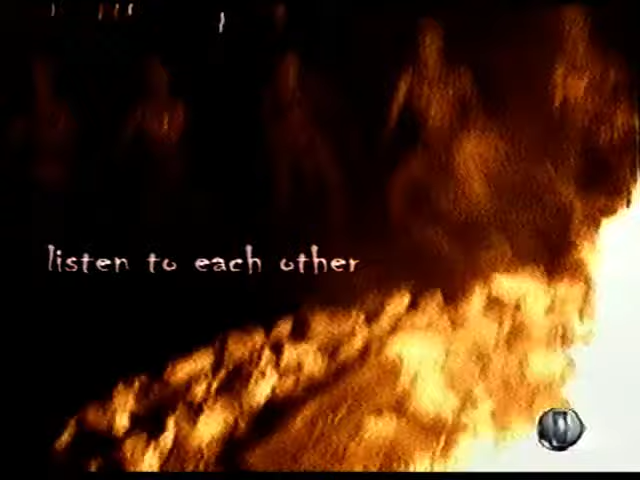 listen to each other